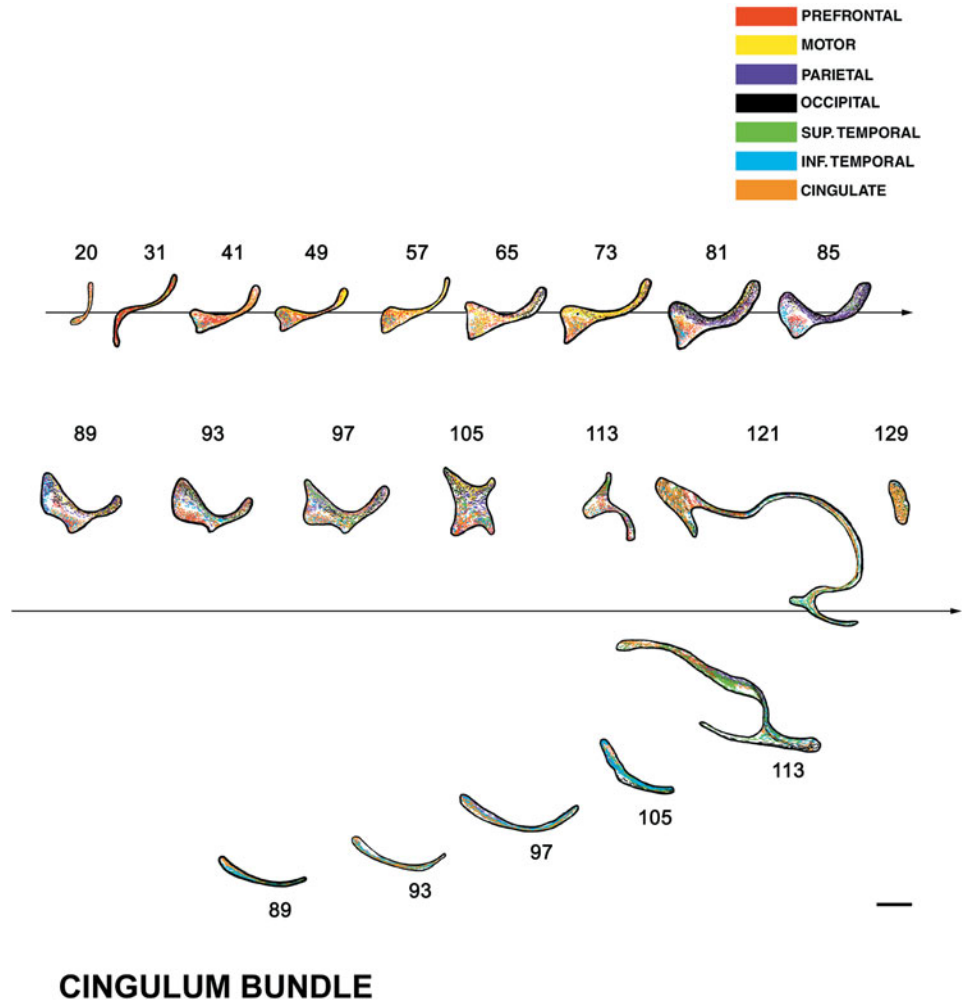 PREFRONTAL
MOTOR
PARIETAL
OCCIPITAL
SUP. TEMPORAL
INF. TEMPORAL
CINGULATE
20 31 41 49 57 65 73 81 85
89 93 97 105 113 121 129
113
105
97
93
89
CINGULUM BUNDLE